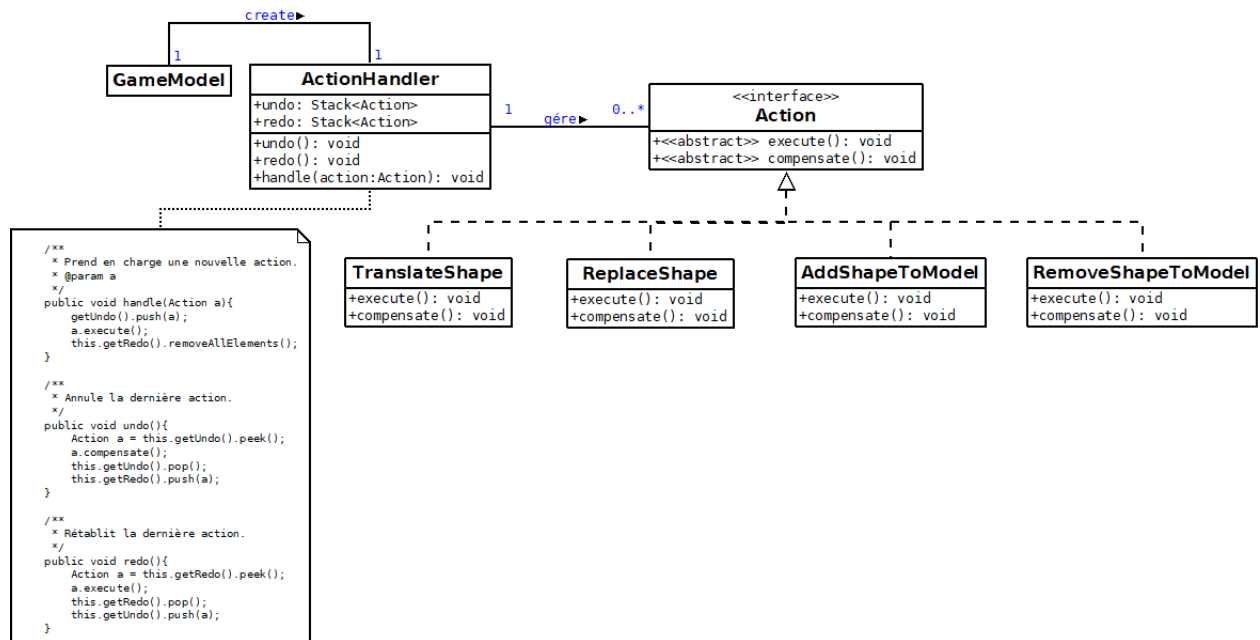 create►
1
1
GameModel
ActionHandler
+undo: Stack<Action>
+redo: Stack<Action>
+undo(): void
+redo(): void
+handle(action:Action): void
1
gére►
0..*
<<interface>>
Action
+<<abstract>> execute(): void
+<<abstract>> compensate(): void
TranslateShape
+execute(): void
+compensate(): void
ReplaceShape
+execute(): void
+compensate(): void
AddShapeToModel
+execute(): void
+compensate(): void
RemoveShapeToModel
+execute(): void
+compensate(): void
/**
* Prend en charge une nouvelle action.
* @param a
*/
public void handle(Action a){
getUndo().push(a);
a.execute();
this.getRedo().removeAllElements();
}
/**
* Annule la dernière action.
*/
public void undo(){
Action a = this.getUndo().peek();
a.compensate();
this.getUndo().pop();
this.getRedo().push(a);
}
/**
* Rétablit la dernière action.
*/
public void redo(){
Action a = this.getRedo().peek();
a.execute();
this.getRedo().pop();
this.getUndo().push(a);
}